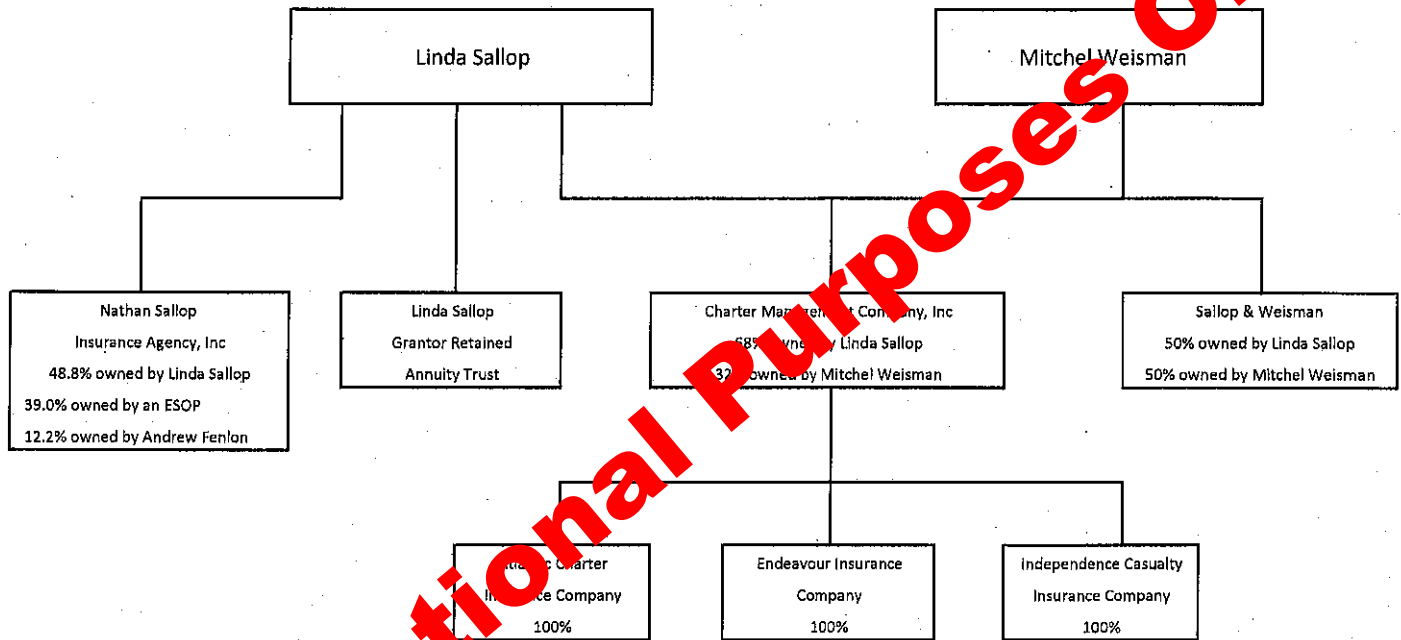 Linda Sallop
Mitchel Weisman
Nathan Sallop
Insurance Agency, Inc
48.8% owned by Linda Sallop
39.0% owned by an ESOP
12.2% owned by Andrew Fenlon
Linda Sallop
Grantor Retained
Annuity Trust
Charter Management Company, Inc
68% owned by Linda Sallop
32% owned by Mitchel Weisman
Sallop & Weisman
50% owned by Linda Sallop
50% owned by Mitchel Weisman
Charter
Insurance Company
100%
Endeavour Insurance
Company
100%
Independence Casualty
Insurance Company
100%
tional Purposes